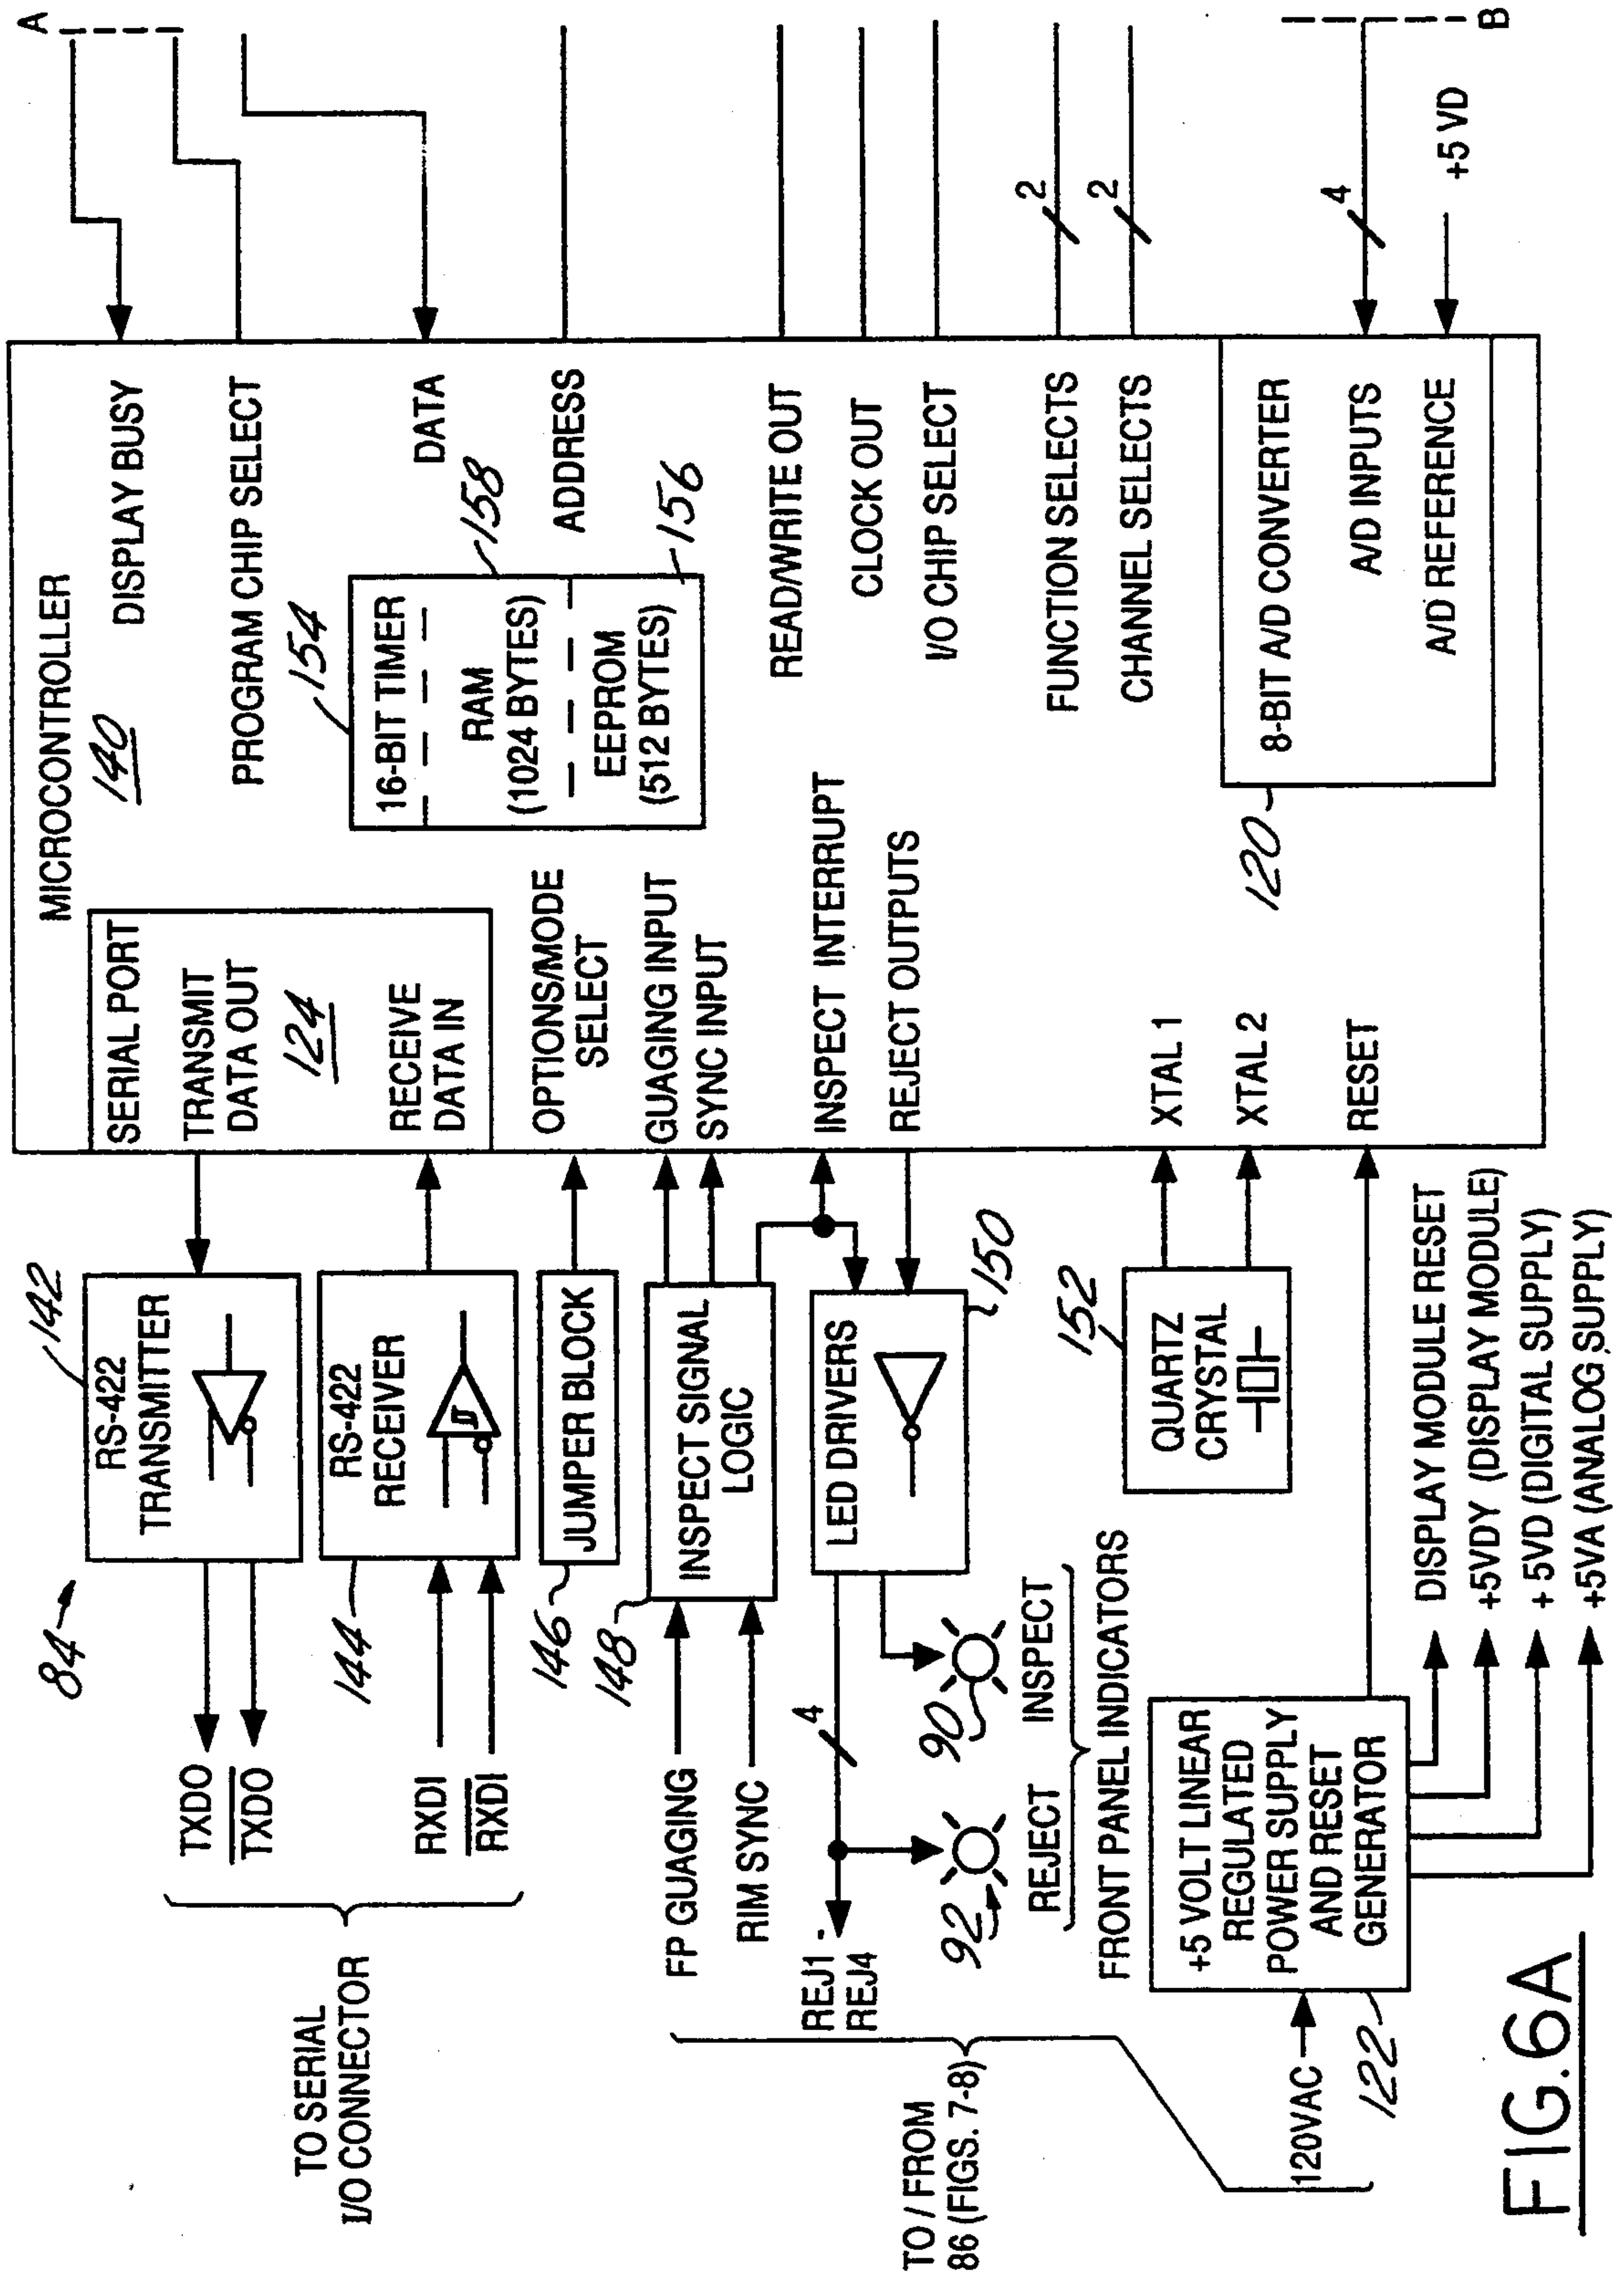 84
TO SERIAL
I/O CONNECTOR
TXDO
TXDO
RXDI
RXDI
142
RS-422
TRANSMITTER
144
RS-422
RECEIVER
146
JUMPER BLOCK
148
INSPECT SIGNAL
LOGIC
FP GUAGING
RIM SYNC
TO / FROM
86 (FIGS. 7-8)
REJ1 -
REJ4
4
LED DRIVERS
150
92
90
REJECT
INSPECT
FRONT PANEL INDICATORS
152
QUARTZ
CRYSTAL
120VAC
122
+5 VOLT LINEAR
REGULATED
POWER SUPPLY
AND RESET
GENERATOR
DISPLAY MODULE RESET
+5VDY (DISPLAY MODULE)
+ 5VD (DIGITAL SUPPLY)
+5VA (ANALOG SUPPLY)
MICROCONTROLLER
140
SERIAL PORT
TRANSMIT
DATA OUT
124
RECEIVE
DATA IN
OPTIONS/MODE
SELECT
GUAGING INPUT
SYNC INPUT
INSPECT INTERRUPT
REJECT OUTPUTS
XTAL 1
XTAL 2
RESET
154
16-BIT TIMER
RAM
(1024 BYTES)
158
EEPROM
(512 BYTES)
156
DISPLAY BUSY
PROGRAM CHIP SELECT
DATA
ADDRESS
READ/WRITE OUT
CLOCK OUT
I/O CHIP SELECT
FUNCTION SELECTS
2
CHANNEL SELECTS
2
120
8-BIT A/D CONVERTER
A/D INPUTS
4
A/D REFERENCE
+5 VD
A
B
FIG.6A